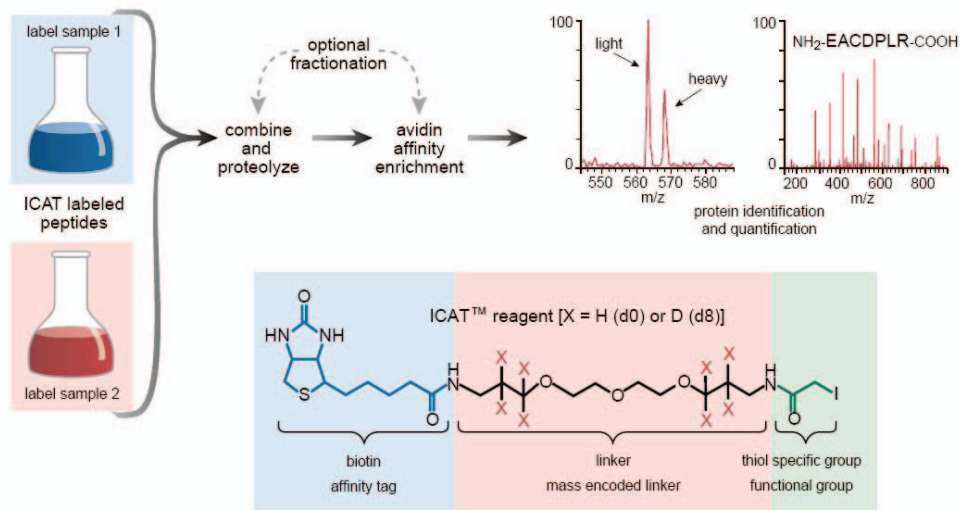 label sample 1
ICAT labeled
peptides
label sample 2
optional
fractionation
combine
and
proteolyze
avidin
affinity
enrichment
100
light
heavy
0
550 560 570 580
m/z
100
NH2-EACDPLR-COOH
0
200 400 600 800
m/z
protein identification
and quantification
ICAT™ reagent [X = H (d0) or D (d8)]
O
HN NH
S
O
H
N
X X
X X
O
O
O
X X
X X
H
N
O
I
biotin
affinity tag
linker
mass encoded linker
thiol specific group
functional group